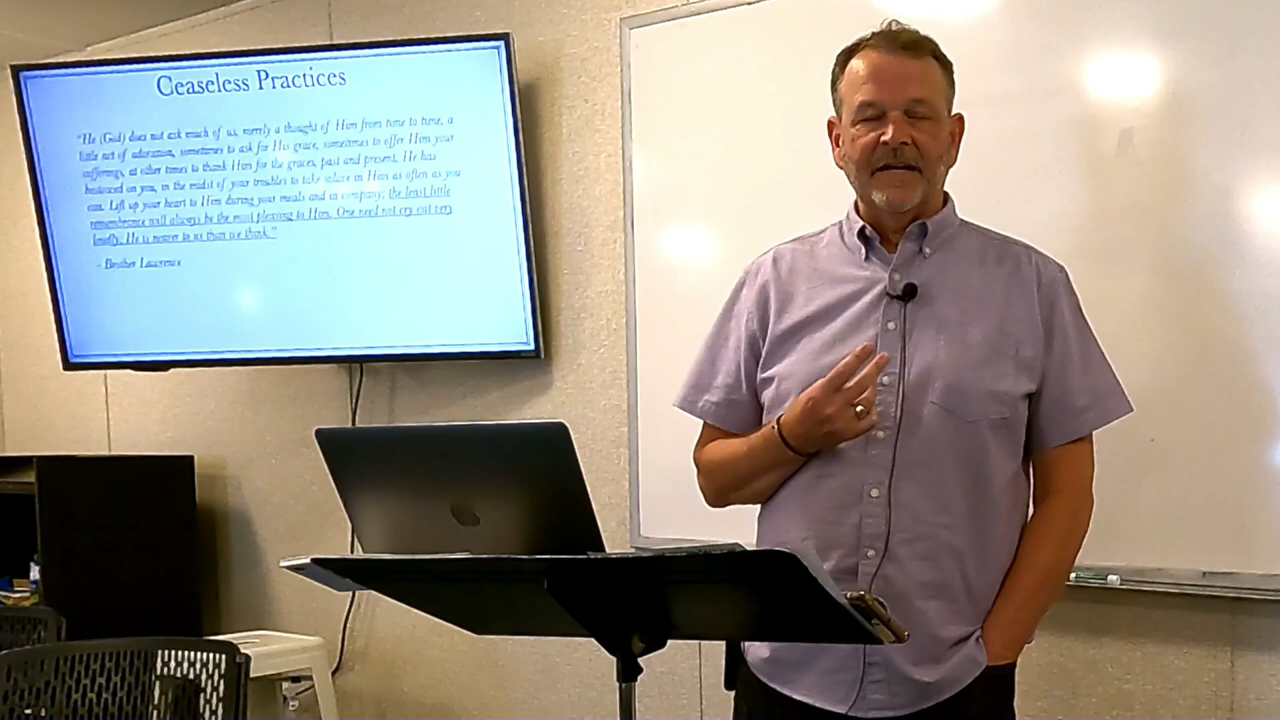 Ceaseless Practices
"He (God) does not ask much of us, merely a thought of Him from time to time, a
little act of adoration, sometimes to ask for His grace, sometimes to offer Him your
sufferings, at other times to thank Him for the graces, past and present, He has
bestowed on you, in the midst of your troubles to take solace in Him as often as you
can. Lift up your heart to Him during your meals and in company; the least little
remembrance will always be the most pleasing to Him. One need not cry out very
loudly; He is nearer to us than we think."
- Brother Lawrence